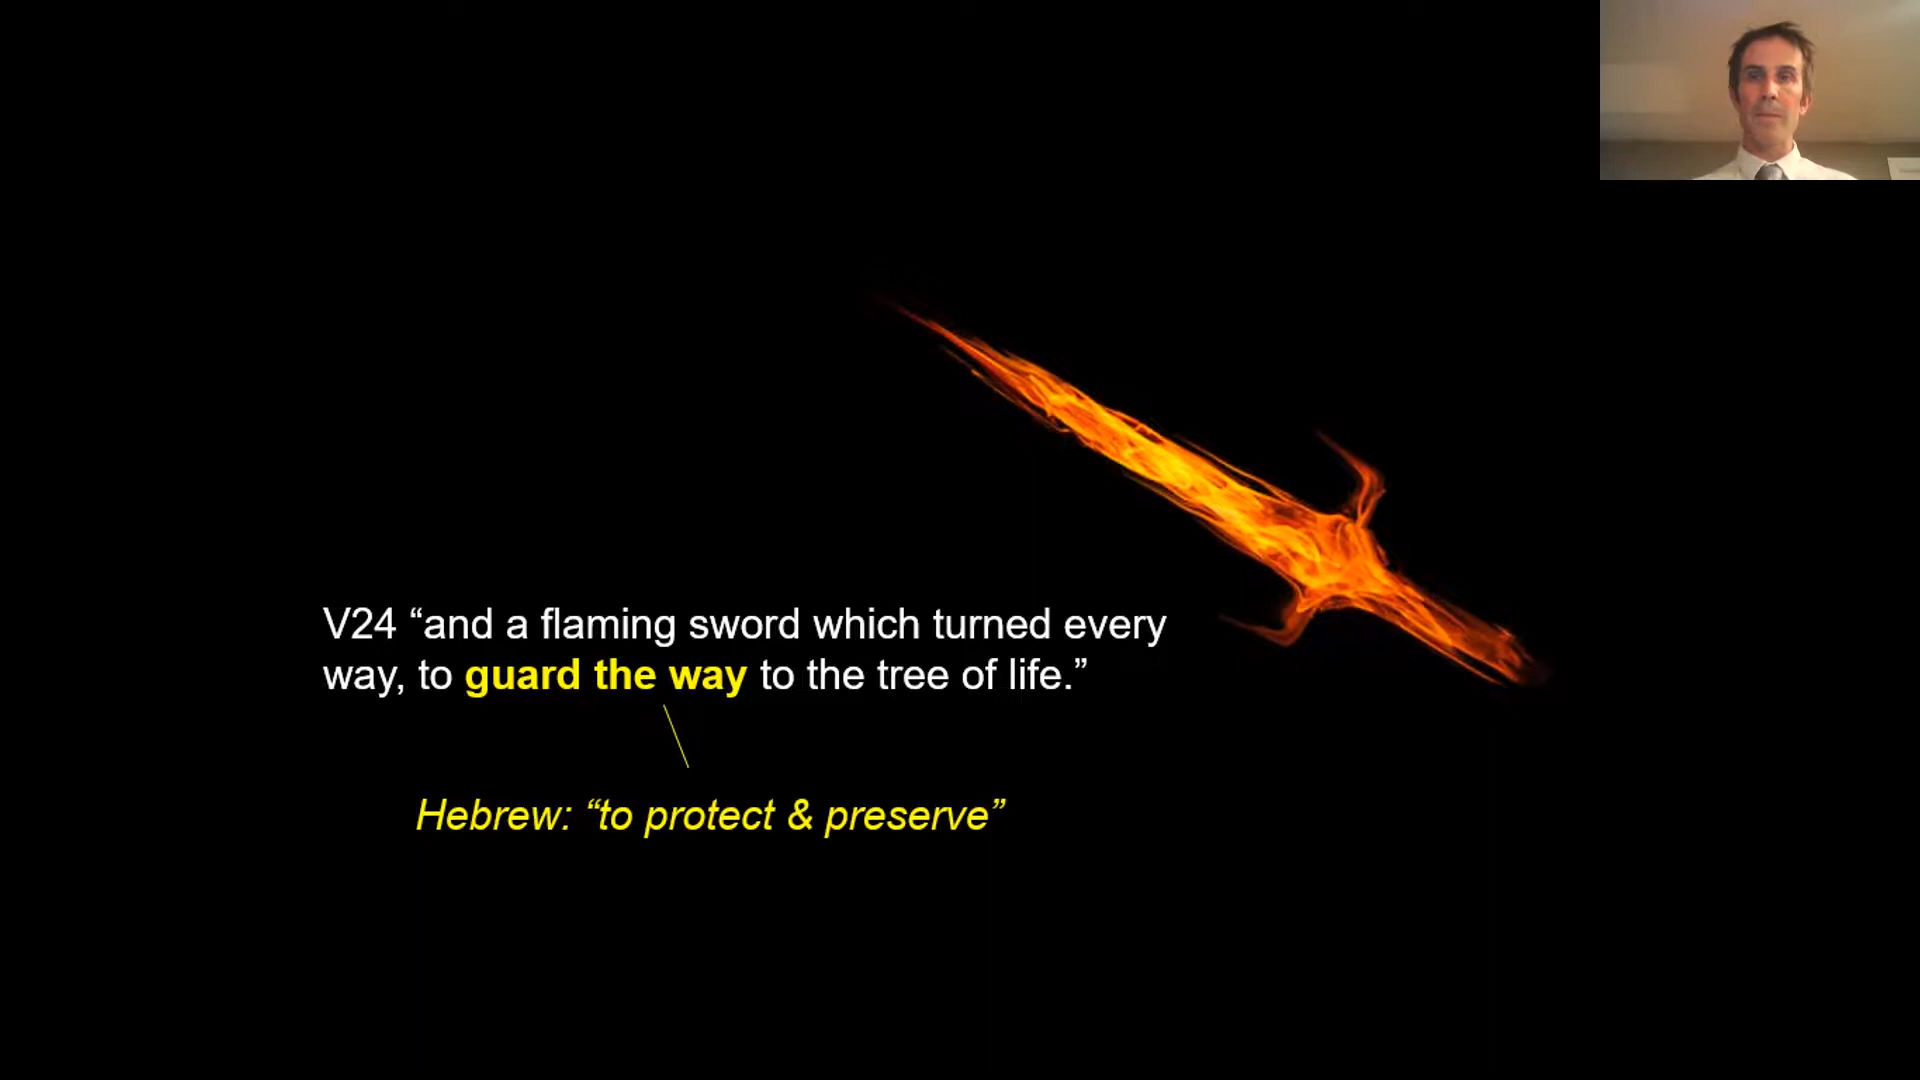 V24 “and a flaming sword which turned every
way, to guard the way to the tree of life.”
Hebrew: “to protect & preserve”